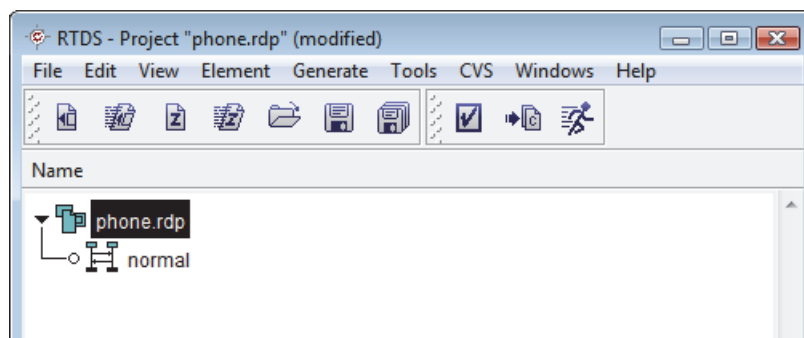 RTDS - Project "phone.rdp" (modified)
File Edit View Element Generate Tools CVS Windows Help
Name
phone.rdp
normal